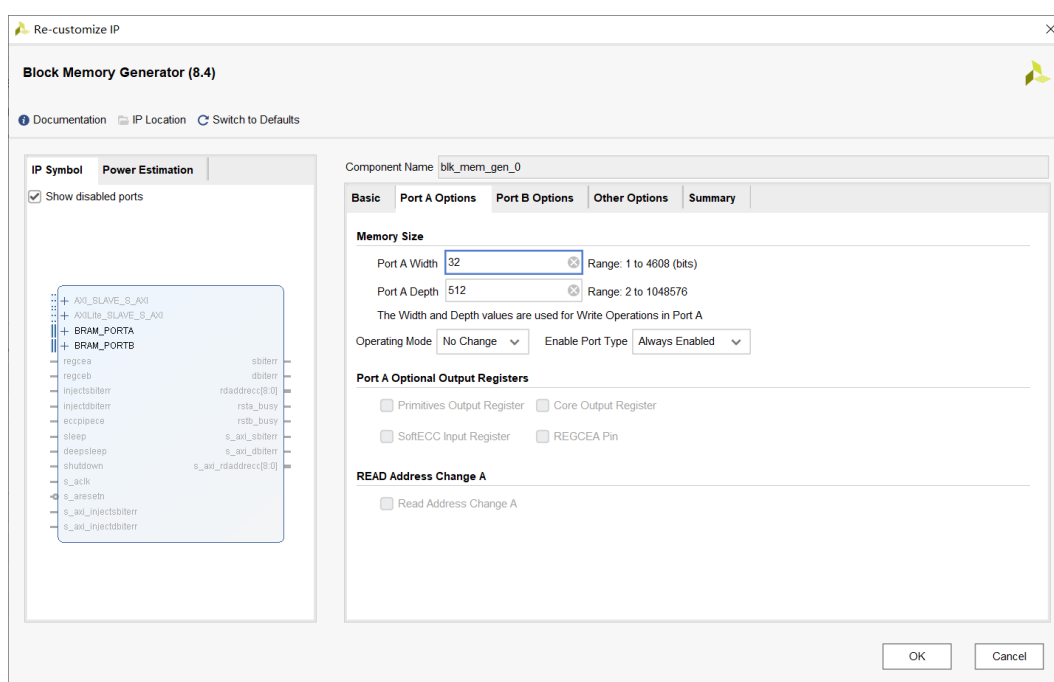 Re-customize IP
Block Memory Generator (8.4)
Documentation IP Location Switch to Defaults
IP Symbol Power Estimation
Show disabled ports
AXI_SLAVE_S_AXI
AXILite_SLAVE_S_AXI
BRAM_PORTA
BRAM_PORTB
regcea sbiterr
regceb dbiterr
injectsbiterr rdaddrecc[8:0]
injectdbiterr rsta_busy
eccpipece rstb_busy
sleep s_axi_sbiterr
deepsleep s_axi_dbiterr
shutdown s_axi_rdaddrecc[8:0]
s_aclk
s_aresetn
s_axi_injectsbiterr
s_axi_injectdbiterr
Component Name blk_mem_gen_0
Basic Port A Options Port B Options Other Options Summary
Memory Size
Port A Width 32 Range: 1 to 4608 (bits)
Port A Depth 512 Range: 2 to 1048576
The Width and Depth values are used for Write Operations in Port A
Operating Mode No Change Enable Port Type Always Enabled
Port A Optional Output Registers
Primitives Output Register Core Output Register
SoftECC Input Register REGCEA Pin
READ Address Change A
Read Address Change A
OK Cancel